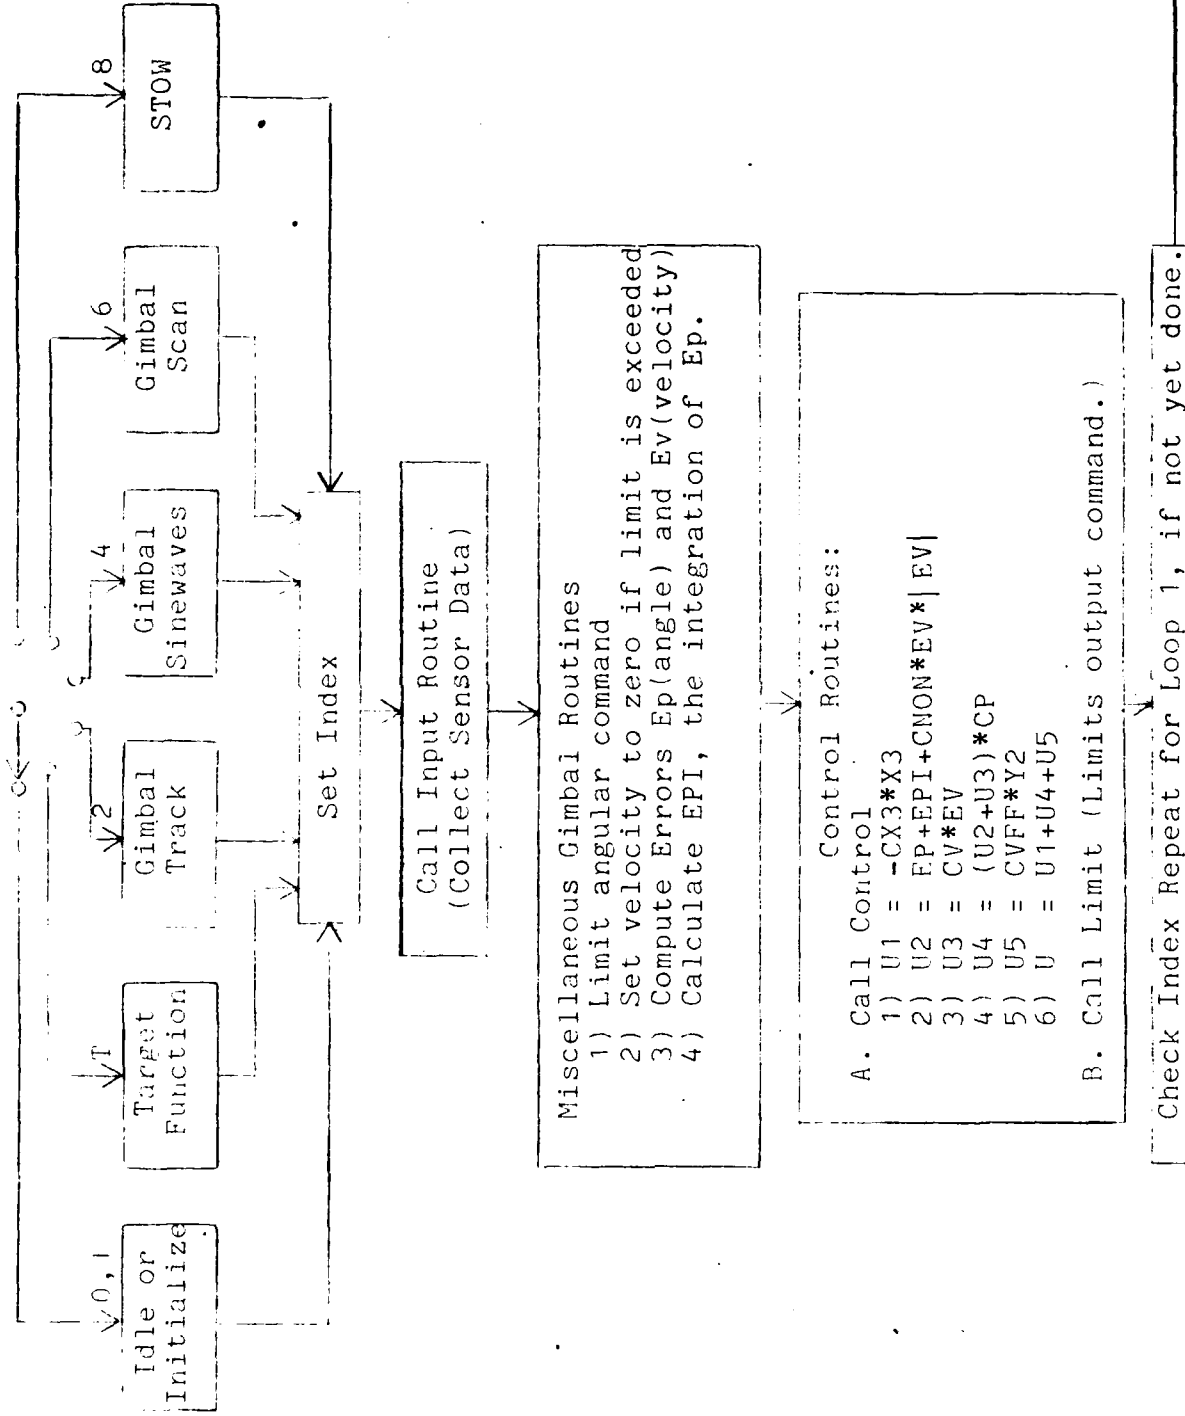 0,1
Idle or
Initialize
T
Target
Function
2
Gimbal
Track
4
Gimbal
Sinewaves
6
Gimbal
Scan
8
STOW
Set Index
Call Input Routine
(Collect Sensor Data)
Miscellaneous Gimbal Routines
1) Limit angular command
2) Set velocity to zero if limit is exceeded
3) Compute Errors Ep(angle) and Ev(velocity)
4) Calculate EPI, the integration of Ep.
Control Routines:
A. Call Control
1) U1 = -CX3*X3
2) U2 = EP+EPI+CNON*EV*|EV|
3) U3 = CV*EV
4) U4 = (U2+U3)*CP
5) U5 = CVFF*Y2
6) U = U1+U4+U5
B. Call Limit (Limits output command.)
Check Index Repeat for Loop 1, if not yet done.